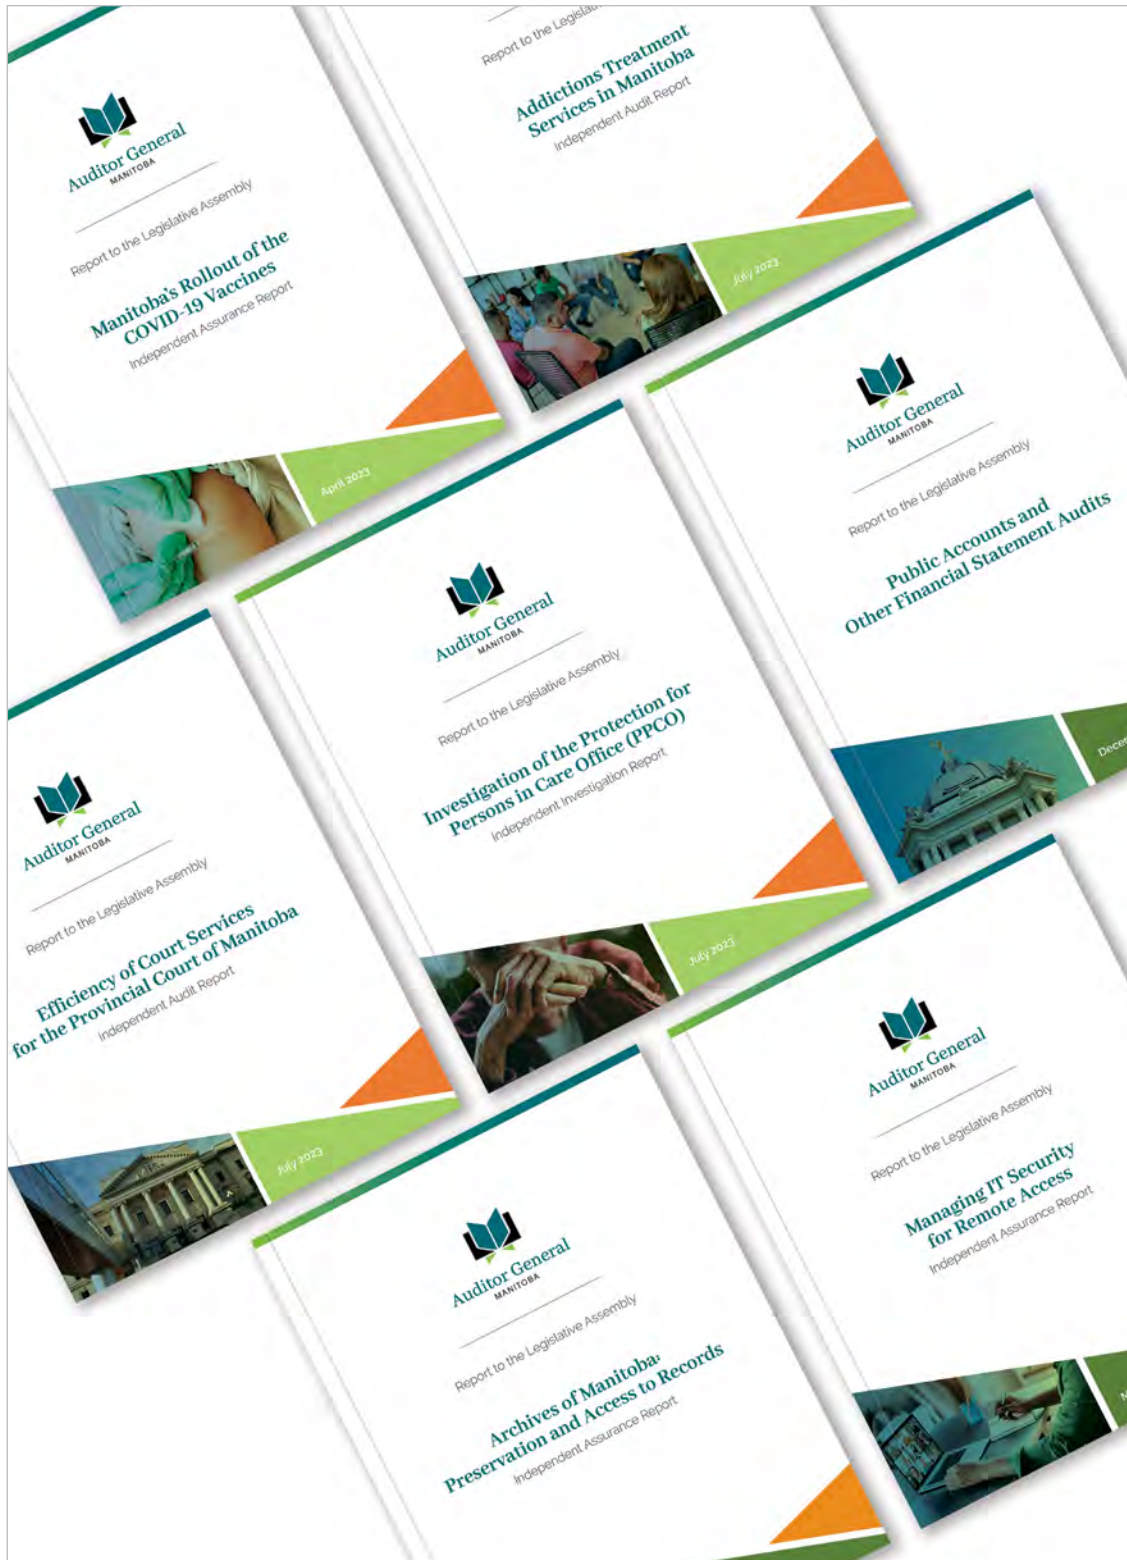 Auditor General
MANITOBA
Report to the Legislative Assembly
Manitoba's Rollout of the
COVID-19 Vaccines
Independent Assurance Report
April 2023
Report to the
Addictions Treatment
Services in Manitoba
Independent Audit Report
July 2023
Auditor General
MANITOBA
Report to the Legislative Assembly
Public Accounts and
Other Financial Statement Audits
Auditor General
MANITOBA
Report to the Legislative Assembly
Investigation of the Protection for
Persons in Care Office (PPCO)
Independent Investigation Report
July 2023
Auditor General
MANITOBA
Report to the Legislative Assembly
Efficiency of Court Services
for the Provincial Court of Manitoba
Independent Audit Report
July 2023
Auditor General
MANITOBA
Report to the Legislative Assembly
Managing IT Security
for Remote Access
Independent Assurance Report
Auditor General
MANITOBA
Report to the Legislative Assembly
Archives of Manitoba:
Preservation and Access to Records
Independent Assurance Report